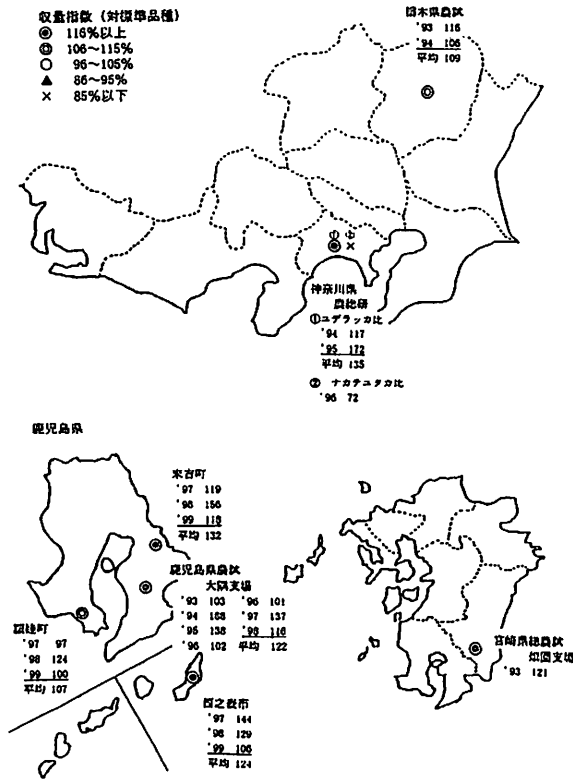 収量指数（対標準品種）
◉ 116%以上
◎ 106〜115%
○ 96〜105%
▲ 86〜95%
× 85%以下
栃木県農試
'93 116
'94 106
平均 109
① ②
神奈川県
農総研
①ユデラッカ比
'94 117
'95 172
平均 135
② ナカテユタカ比
'96 72
鹿児島県
末吉町
'97 119
'98 156
'99 118
平均 132
鹿児島県農試
大隅支場
'93 103 '96 101
'94 168 '97 137
'95 138
'96 102 平均 122
'97 97
'98 124
'99 100
平均 107
西之表市
'97 144
'98 129
'99 106
平均 124
宮崎県総農試
畑園支場
'93 121